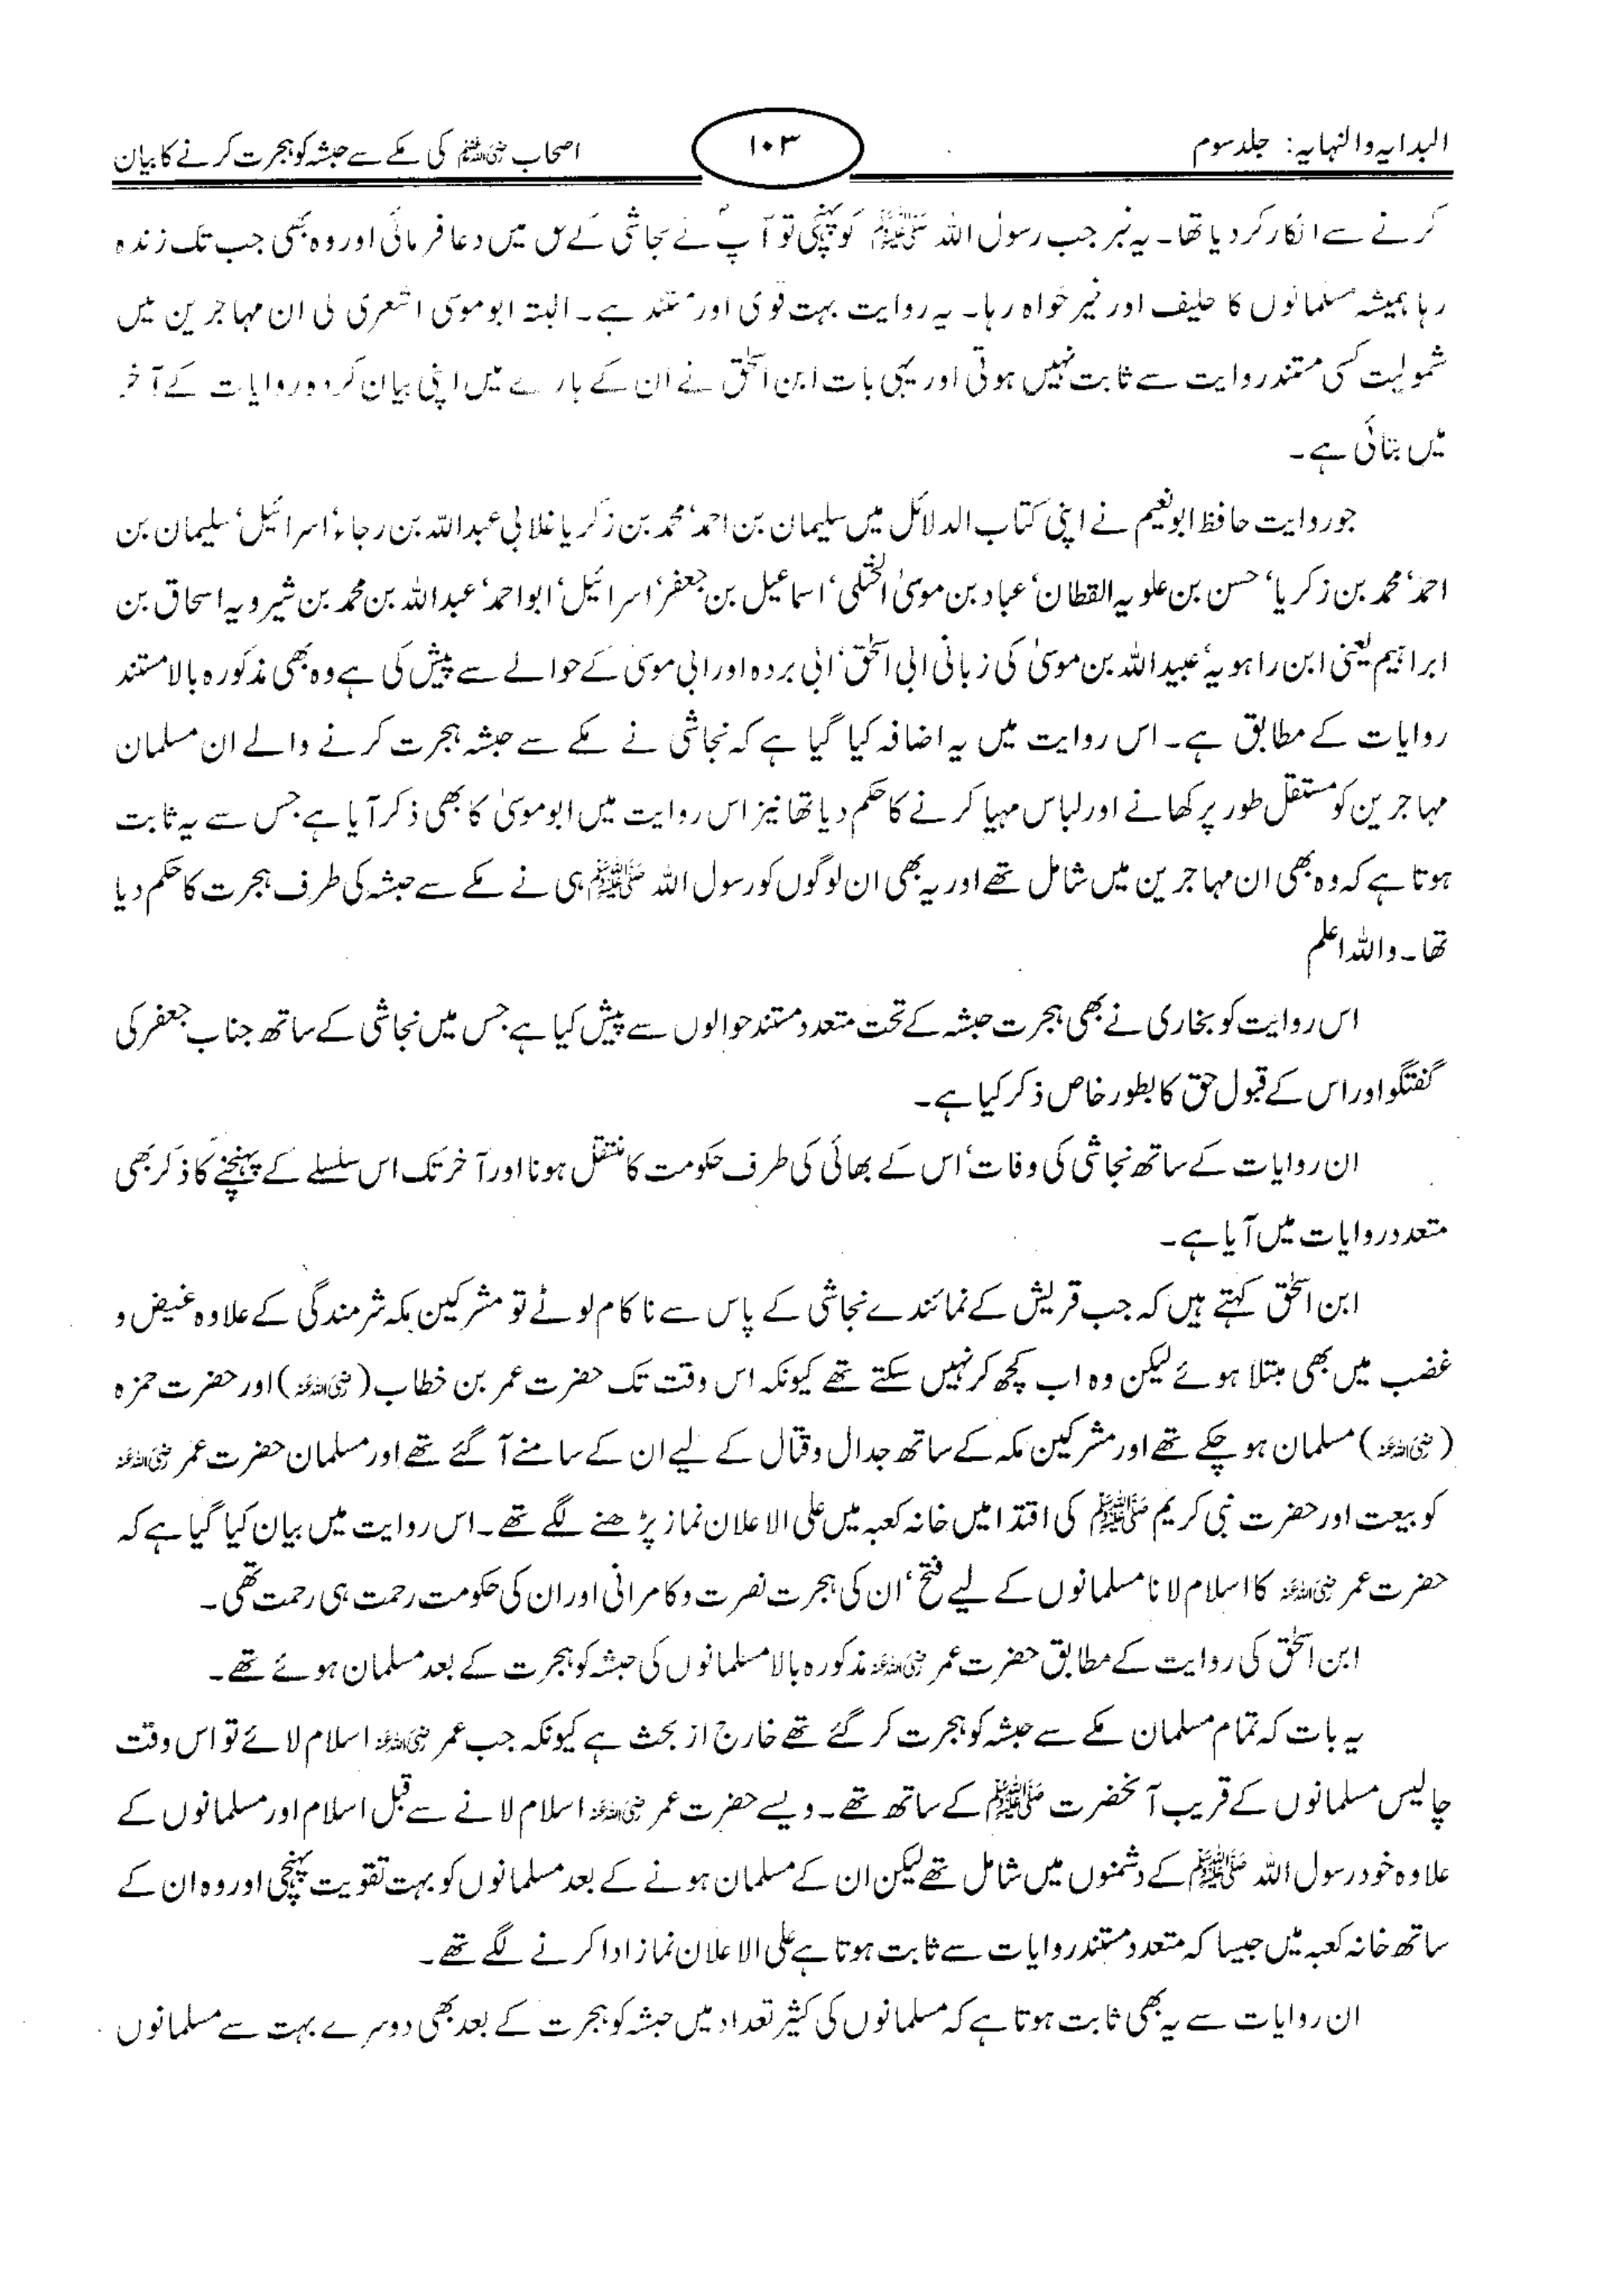 البدایہ والنہایہ: جلد سوم
۱۰۳
اصحاب رضی اللہ عنہم کی مکے سے حبشہ کو ہجرت کرنے کا بیان
کرنے سے انکار کر دیا تھا۔ یہ خبر جب رسول اللہ ﷺ کو پہنچی تو آپؐ نے نجاشی کے حق میں دعا فرمائی اور وہ بھی جب تک زندہ
رہا ہمیشہ مسلمانوں کا حلیف اور خیر خواہ رہا۔ یہ روایت بہت قوی اور مستند ہے۔ البتہ ابو موسیٰ اشعری کی ان مہاجرین میں
شمولیت کسی مستند روایت سے ثابت نہیں ہوتی اور یہی بات ابن اسحٰق نے ان کے بارے میں اپنی بیان کردہ روایات کے آخر
میں بتائی ہے۔
جو روایت حافظ ابو نعیم نے اپنی کتاب الدلائل میں سلیمان بن احمد‘ محمد بن زکریا غلابی عبداللہ بن رجاء‘ اسرائیل‘ سلیمان بن
احمد‘ محمد بن زکریا‘ حسن بن علویہ القطان‘ عباد بن موسیٰ الختلی‘ اسماعیل بن جعفر‘ اسرائیل‘ ابو احمد‘ عبداللہ بن محمد بن شیرویہ اسحاق بن
ابراہیم یعنی ابن راہویہ‘ عبیداللہ بن موسیٰ کی زبانی ابی اسحٰق‘ ابی بردہ اور ابی موسیٰ کے حوالے سے پیش کی ہے وہ بھی مذکورہ بالا مستند
روایات کے مطابق ہے۔ اس روایت میں یہ اضافہ کیا گیا ہے کہ نجاشی نے مکے سے حبشہ ہجرت کرنے والے ان مسلمان
مہاجرین کو مستقل طور پر کھانے اور لباس مہیا کرنے کا حکم دیا تھا نیز اس روایت میں ابو موسیٰ کا بھی ذکر آیا ہے جس سے یہ ثابت
ہوتا ہے کہ وہ بھی ان مہاجرین میں شامل تھے اور یہ بھی ان لوگوں کو رسول اللہ ﷺ ہی نے مکے سے حبشہ کی طرف ہجرت کا حکم دیا
تھا۔ واللہ اعلم
اس روایت کو بخاری نے بھی ہجرت حبشہ کے تحت متعدد مستند حوالوں سے پیش کیا ہے جس میں نجاشی کے ساتھ جناب جعفر کی
گفتگو اور اس کے قبول حق کا بطور خاص ذکر کیا ہے۔
ان روایات کے ساتھ نجاشی کی وفات‘ اس کے بھائی کی طرف حکومت کا منتقل ہونا اور آخر تک اس سلسلے کے پہنچنے کا ذکر بھی
متعدد روایات میں آیا ہے۔
ابن اسحٰق کہتے ہیں کہ جب قریش کے نمائندے نجاشی کے پاس سے ناکام لوٹے تو مشرکین مکہ شرمندگی کے علاوہ غیض و
غضب میں بھی مبتلا ہوئے لیکن وہ اب کچھ کر نہیں سکتے تھے کیونکہ اس وقت تک حضرت عمر بن خطاب (رضی اللہ عنہ) اور حضرت حمزہ
(رضی اللہ عنہ) مسلمان ہو چکے تھے اور مشرکین مکہ کے ساتھ جدال و قتال کے لیے ان کے سامنے آ گئے تھے اور مسلمان حضرت عمر رضی اللہ عنہ
کو بیعت اور حضرت نبی کریم ﷺ کی اقتدا میں خانہ کعبہ میں علی الاعلان نماز پڑھنے لگے تھے۔ اس روایت میں بیان کیا گیا ہے کہ
حضرت عمر رضی اللہ عنہ کا اسلام لانا مسلمانوں کے لیے فتح‘ ان کی ہجرت نصرت و کامرانی اور ان کی حکومت رحمت ہی رحمت تھی۔
ابن اسحٰق کی روایت کے مطابق حضرت عمر رضی اللہ عنہ مذکورہ بالا مسلمانوں کی حبشہ کو ہجرت کے بعد مسلمان ہوئے تھے۔
یہ بات کہ تمام مسلمان مکے سے حبشہ کو ہجرت کر گئے تھے خارج از بحث ہے کیونکہ جب عمر رضی اللہ عنہ اسلام لائے تو اس وقت
چالیس مسلمانوں کے قریب آنحضرت ﷺ کے ساتھ تھے۔ ویسے حضرت عمر رضی اللہ عنہ اسلام لانے سے قبل اسلام اور مسلمانوں کے
علاوہ خود رسول اللہ ﷺ کے دشمنوں میں شامل تھے لیکن ان کے مسلمان ہونے کے بعد مسلمانوں کو بہت تقویت پہنچی اور وہ ان کے
ساتھ خانہ کعبہ میں جیسا کہ متعدد مستند روایات سے ثابت ہوتا ہے علی الاعلان نماز ادا کرنے لگے تھے۔
ان روایات سے یہ بھی ثابت ہوتا ہے کہ مسلمانوں کی کثیر تعداد میں حبشہ کو ہجرت کے بعد بھی دوسرے بہت سے مسلمانوں